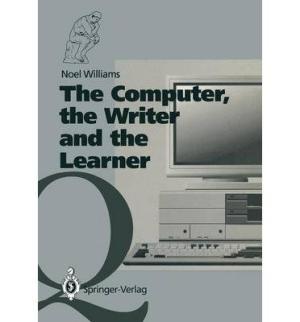 Noel Williams
The Computer,
the Writer
and the
Learner
Q
Springer-Verlag